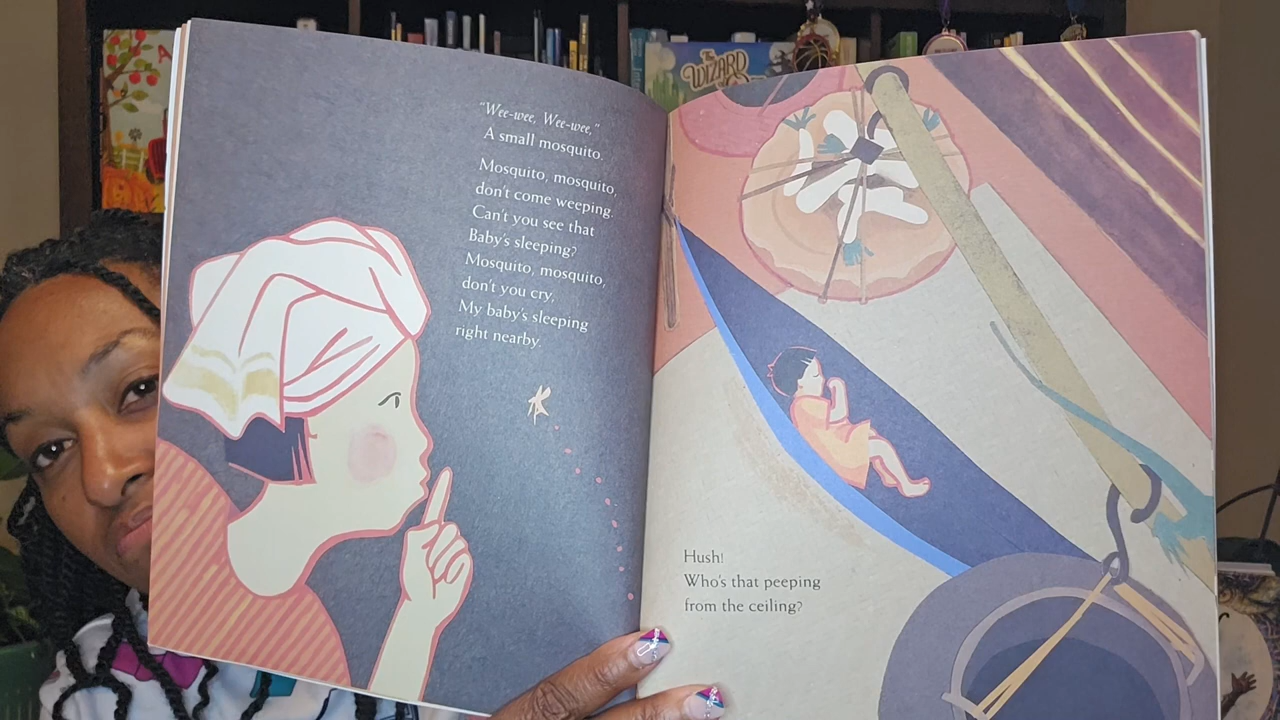 "Wee-wee, Wee-wee,"
A small mosquito.
Mosquito, mosquito,
don't come weeping.
Can't you see that
Baby's sleeping?
Mosquito, mosquito,
don't you cry,
My baby's sleeping
right nearby.
Hush!
Who's that peeping
from the ceiling?
The
WIZARD